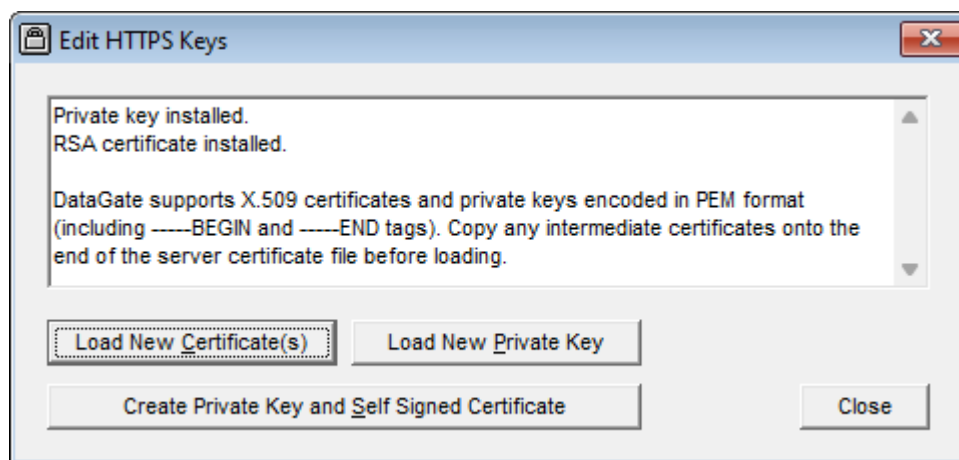 Edit HTTPS Keys
Private key installed.
RSA certificate installed.
DataGate supports X.509 certificates and private keys encoded in PEM format
(including -----BEGIN and -----END tags). Copy any intermediate certificates onto the
end of the server certificate file before loading.
Load New Certificate(s) Load New Private Key
Create Private Key and Self Signed Certificate Close